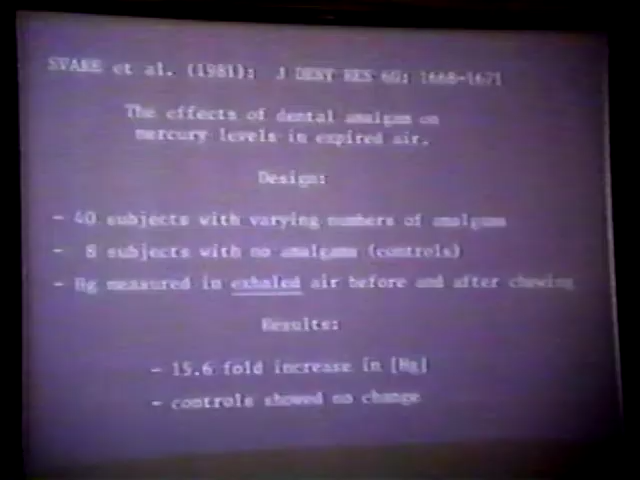 SVARE et al. (1981): J DENT RES 60: 1668-1671
The effects of dental amalgam on
mercury levels in expired air.
Design:
- 40 subjects with varying numbers of amalgams
- 8 subjects with no amalgams (controls)
- Hg measured in exhaled air before and after chewing
Results:
- 15.6 fold increase in [Hg]
- controls showed no change